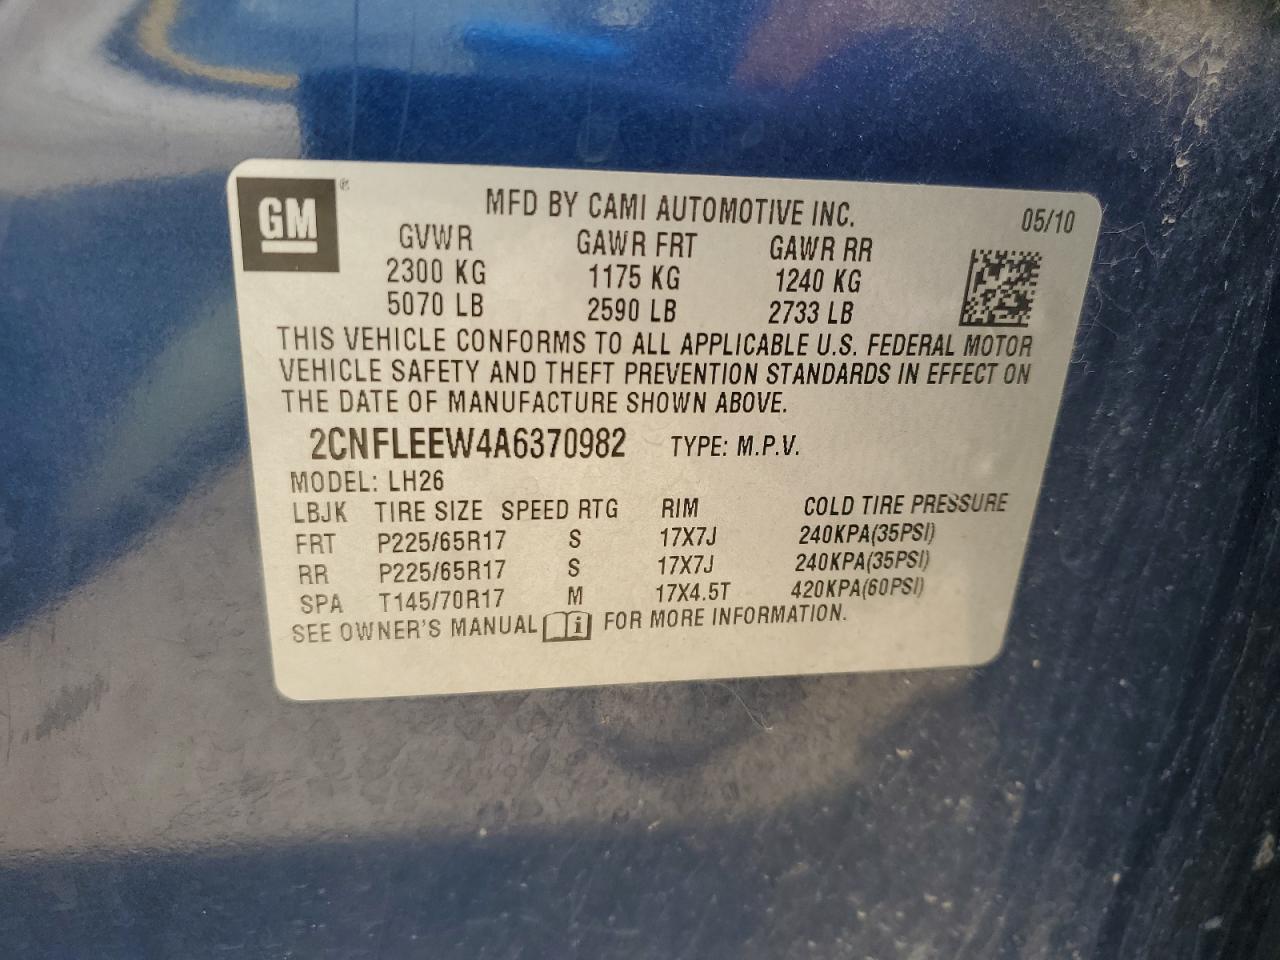 GM ®
MFD BY CAMI AUTOMOTIVE INC. 05/10
GVWR GAWR FRT GAWR RR
2300 KG 1175 KG 1240 KG
5070 LB 2590 LB 2733 LB
THIS VEHICLE CONFORMS TO ALL APPLICABLE U.S. FEDERAL MOTOR
VEHICLE SAFETY AND THEFT PREVENTION STANDARDS IN EFFECT ON
THE DATE OF MANUFACTURE SHOWN ABOVE.
2CNFLEEW4A6370982 TYPE: M.P.V.
MODEL: LH26
LBJK TIRE SIZE SPEED RTG RIM COLD TIRE PRESSURE
FRT P225/65R17 S 17X7J 240KPA(35PSI)
RR P225/65R17 S 17X7J 240KPA(35PSI)
SPA T145/70R17 M 17X4.5T 420KPA(60PSI)
SEE OWNER'S MANUAL i FOR MORE INFORMATION.